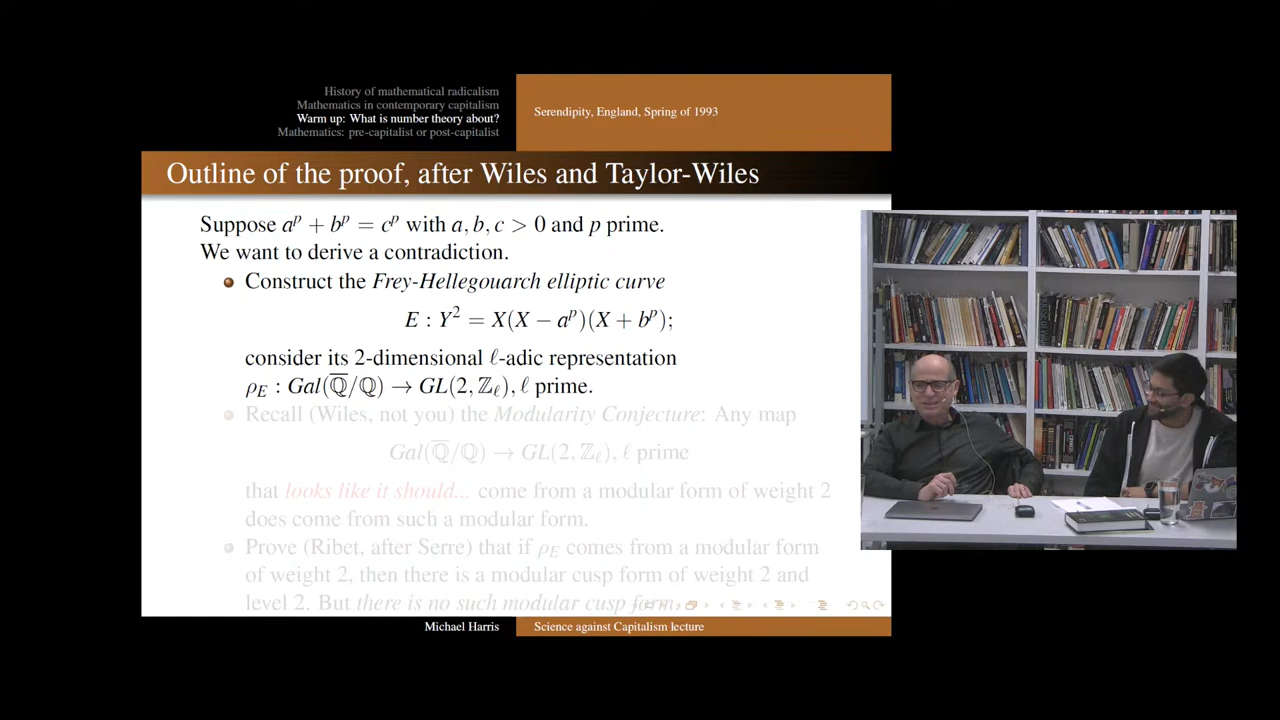 History of mathematical radicalism
Mathematics in contemporary capitalism
Warm up: What is number theory about?
Mathematics: pre-capitalist or post-capitalist
Serendipity, England, Spring of 1993
Outline of the proof, after Wiles and Taylor-Wiles
Suppose aᵖ + bᵖ = cᵖ with a, b, c > 0 and p prime.
We want to derive a contradiction.
Construct the Frey-Hellegouarch elliptic curve
E : Y² = X(X − aᵖ)(X + bᵖ);
consider its 2-dimensional ℓ-adic representation
ρ_E : Gal(ℚ̅/ℚ) → GL(2, ℤ_ℓ), ℓ prime.
Recall (Wiles, not you) the Modularity Conjecture: Any map
Gal(ℚ̅/ℚ) → GL(2, ℤ_ℓ), ℓ prime
that looks like it should... come from a modular form of weight 2
does come from such a modular form.
Prove (Ribet, after Serre) that if ρ_E comes from a modular form
of weight 2, then there is a modular cusp form of weight 2 and
level 2. But there is no such modular cusp form.
Michael Harris
Science against Capitalism lecture